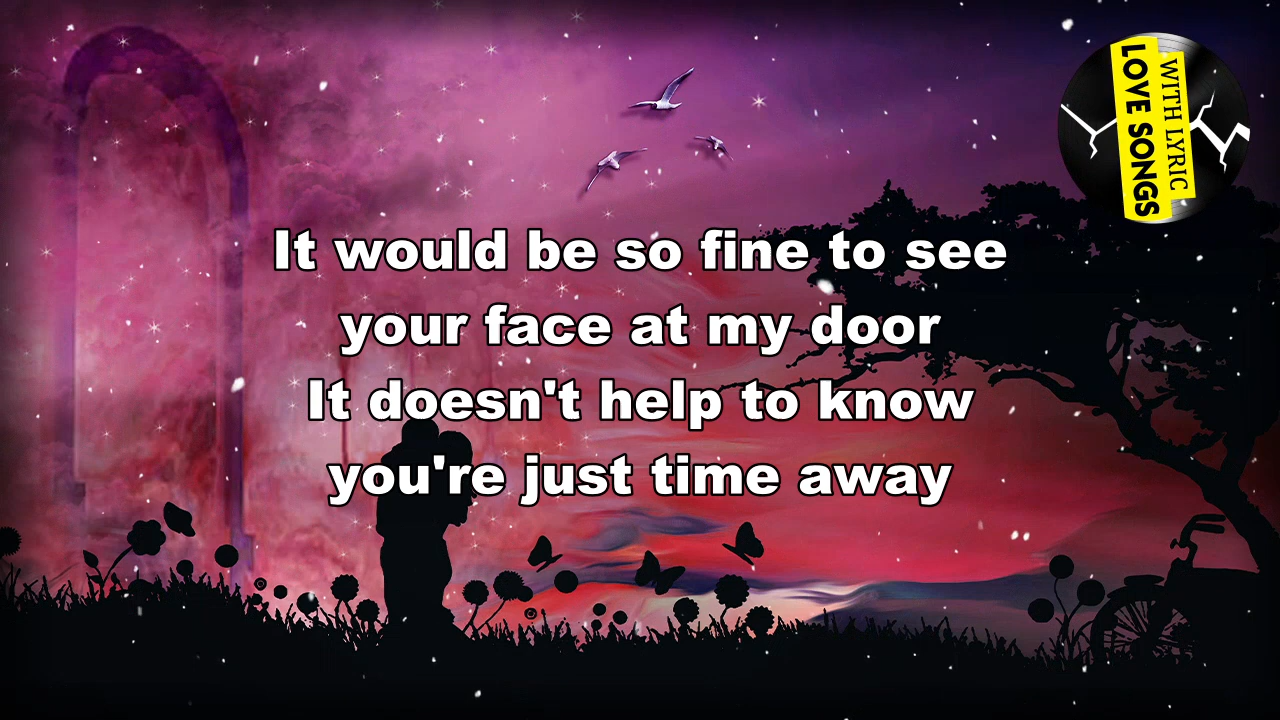 LOVE SONGS
WITH LYRIC
It would be so fine to see
your face at my door
It doesn't help to know
you're just time away